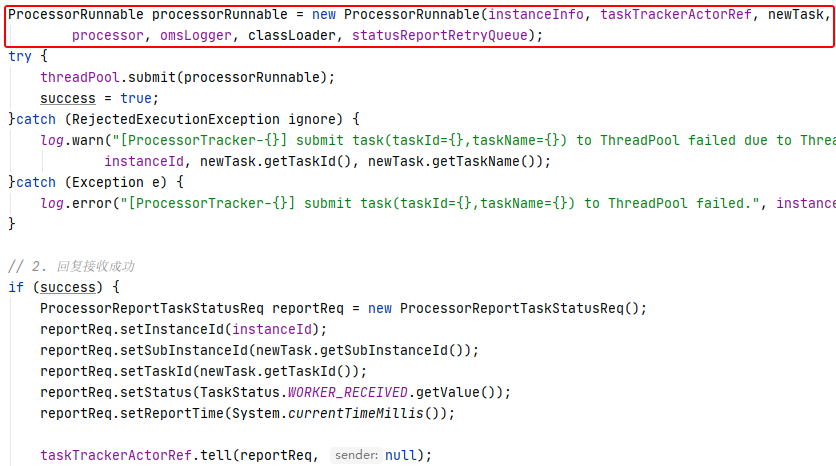 ProcessorRunnable processorRunnable = new ProcessorRunnable(instanceInfo, taskTrackerActorRef, newTask,
        processor, omsLogger, classLoader, statusReportRetryQueue);
try {
    threadPool.submit(processorRunnable);
    success = true;
}catch (RejectedExecutionException ignore) {
    log.warn("[ProcessorTracker-{}] submit task(taskId={},taskName={}) to ThreadPool failed due to
            instanceId, newTask.getTaskId(), newTask.getTaskName());
}catch (Exception e) {
    log.error("[ProcessorTracker-{}] submit task(taskId={},taskName={}) to ThreadPool failed.",
}
// 2. 回复接收成功
if (success) {
    ProcessorReportTaskStatusReq reportReq = new ProcessorReportTaskStatusReq();
    reportReq.setInstanceId(instanceId);
    reportReq.setSubInstanceId(newTask.getSubInstanceId());
    reportReq.setTaskId(newTask.getTaskId());
    reportReq.setStatus(TaskStatus.WORKER_RECEIVED.getValue());
    reportReq.setReportTime(System.currentTimeMillis());
    taskTrackerActorRef.tell(reportReq, sender: null);